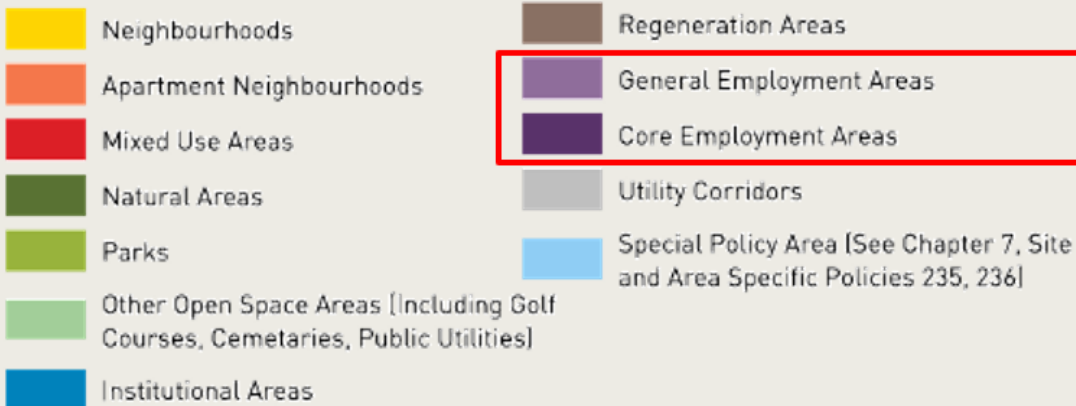 Neighbourhoods
Apartment Neighbourhoods
Mixed Use Areas
Natural Areas
Parks
Other Open Space Areas (Including Golf
Courses, Cemetaries, Public Utilities)
Institutional Areas
Regeneration Areas
General Employment Areas
Core Employment Areas
Utility Corridors
Special Policy Area (See Chapter 7, Site
and Area Specific Policies 235, 236)